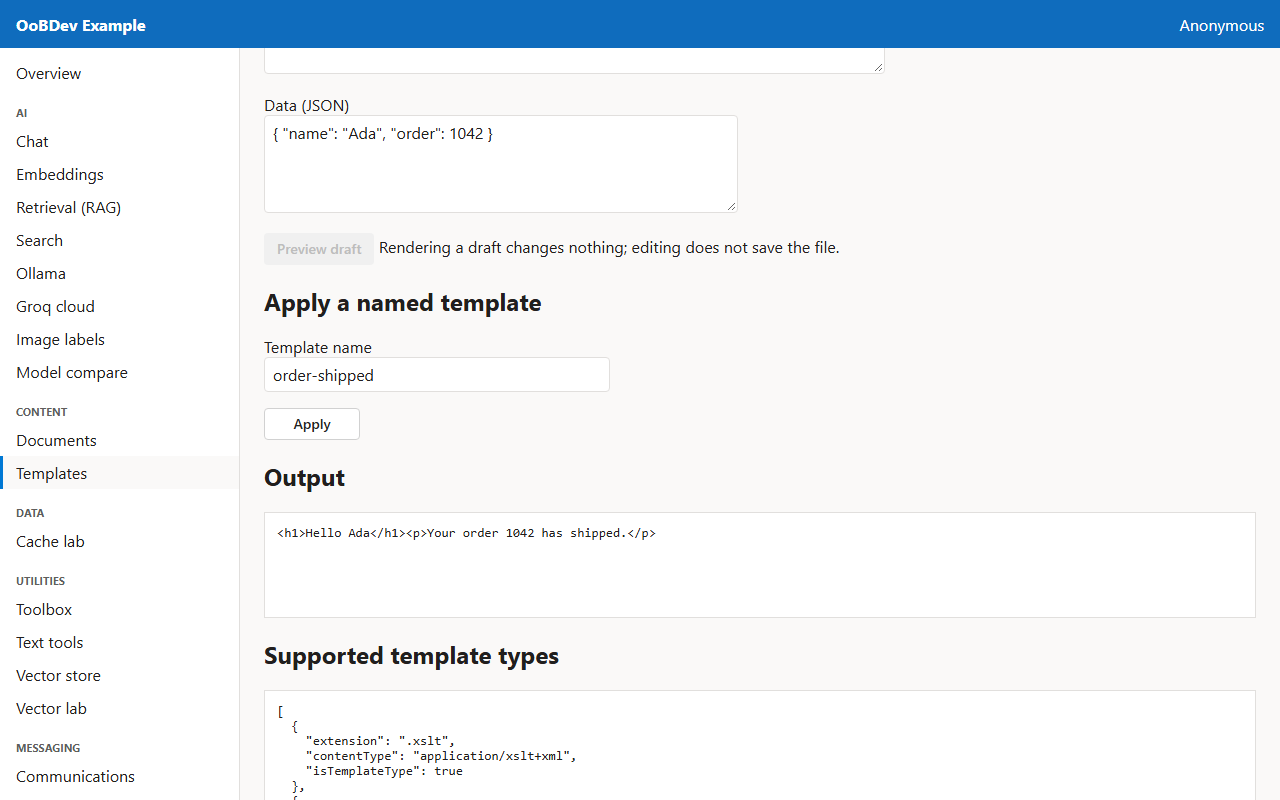 OoBDev Example
Anonymous
Overview
AI
Chat
Embeddings
Retrieval (RAG)
Search
Ollama
Groq cloud
Image labels
Model compare
CONTENT
Documents
Templates
DATA
Cache lab
UTILITIES
Toolbox
Text tools
Vector store
Vector lab
MESSAGING
Communications
Data (JSON)
{ "name": "Ada", "order": 1042 }
Preview draft Rendering a draft changes nothing; editing does not save the file.
Apply a named template
Template name
order-shipped
Apply
Output
<h1>Hello Ada</h1><p>Your order 1042 has shipped.</p>
Supported template types
[
  {
    "extension": ".xslt",
    "contentType": "application/xslt+xml",
    "isTemplateType": true
  },
  {